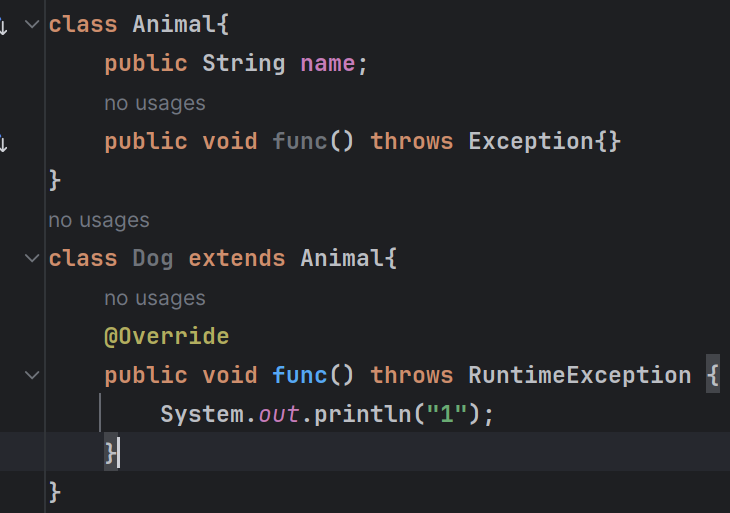 class Animal{
public String name;
no usages
public void func() throws Exception{}
}
no usages
class Dog extends Animal{
no usages
@Override
public void func() throws RuntimeException {
System.out.println("1");
}
}